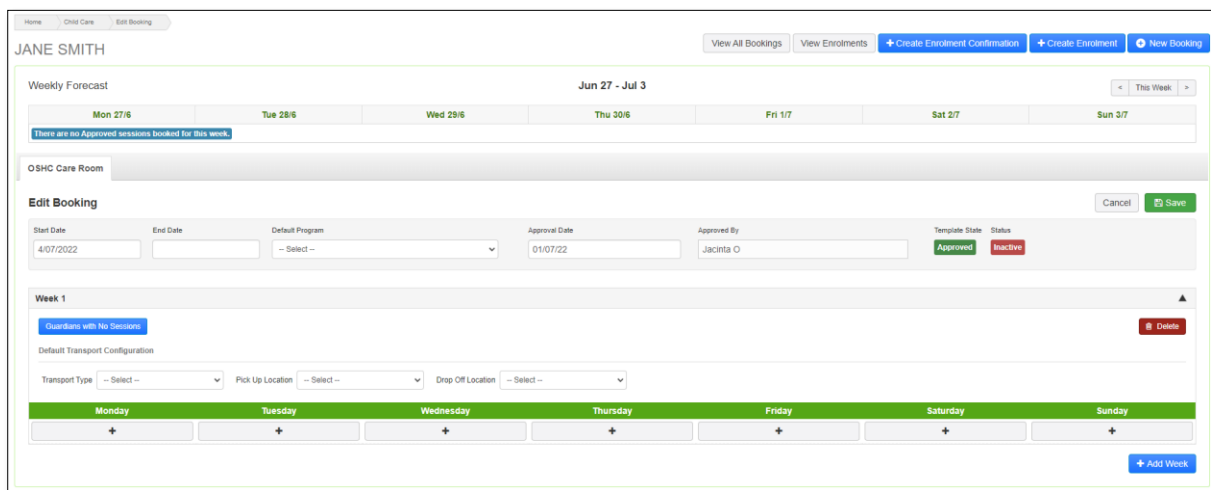 Home Child Care Edit Booking
JANE SMITH
View All Bookings View Enrolments + Create Enrolment Confirmation + Create Enrolment New Booking
Weekly Forecast Jun 27 - Jul 3 < This Week >
Mon 27/6 Tue 28/6 Wed 29/6 Thu 30/6 Fri 1/7 Sat 2/7 Sun 3/7
There are no Approved sessions booked for this week.
OSHC Care Room
Edit Booking Cancel Save
Start Date End Date Default Program Approval Date Approved By Template State Status
4/07/2022 -- Select -- 01/07/22 Jacinta O Approved Inactive
Week 1
Guardians with No Sessions Delete
Default Transport Configuration
Transport Type -- Select -- Pick Up Location -- Select -- Drop Off Location -- Select --
Monday Tuesday Wednesday Thursday Friday Saturday Sunday
+ + + + + + +
+ Add Week